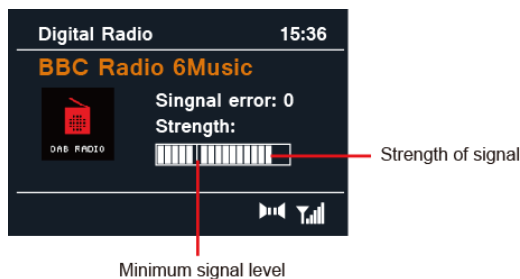 Digital Radio 15:36
BBC Radio 6Music
Singnal error: 0
Strength:
DAB RADIO
Strength of signal
Minimum signal level